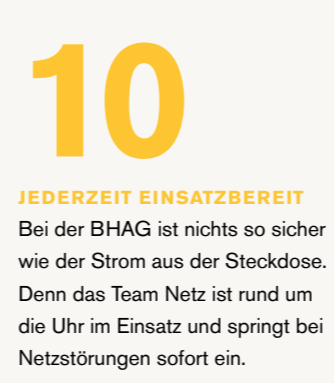 10
JEDERZEIT EINSATZBEREIT
Bei der BHAG ist nichts so sicher
wie der Strom aus der Steckdose.
Denn das Team Netz ist rund um
die Uhr im Einsatz und springt bei
Netzstörungen sofort ein.